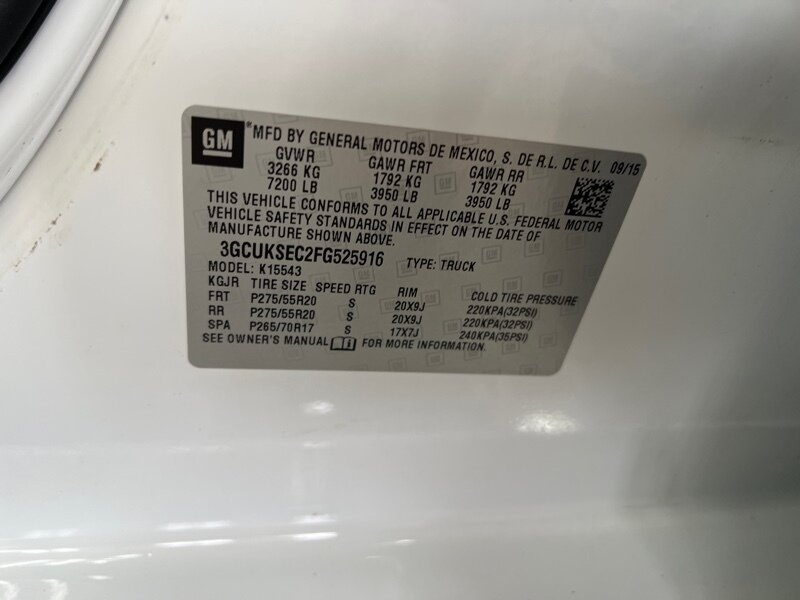 GM ® MFD BY GENERAL MOTORS DE MEXICO, S. DE R.L. DE C.V. 09/15
GVWR GAWR FRT GAWR RR
3266 KG 1792 KG 1792 KG
7200 LB 3950 LB 3950 LB
THIS VEHICLE CONFORMS TO ALL APPLICABLE U.S. FEDERAL MOTOR
VEHICLE SAFETY STANDARDS IN EFFECT ON THE DATE OF
MANUFACTURE SHOWN ABOVE.
3GCUKSEC2FG525916 TYPE: TRUCK
MODEL: K15543
KGJR TIRE SIZE SPEED RTG RIM COLD TIRE PRESSURE
FRT P275/55R20 S 20X9J 220KPA(32PSI)
RR P275/55R20 S 20X9J 220KPA(32PSI)
SPA P265/70R17 S 17X7J 240KPA(35PSI)
SEE OWNER'S MANUAL FOR MORE INFORMATION.